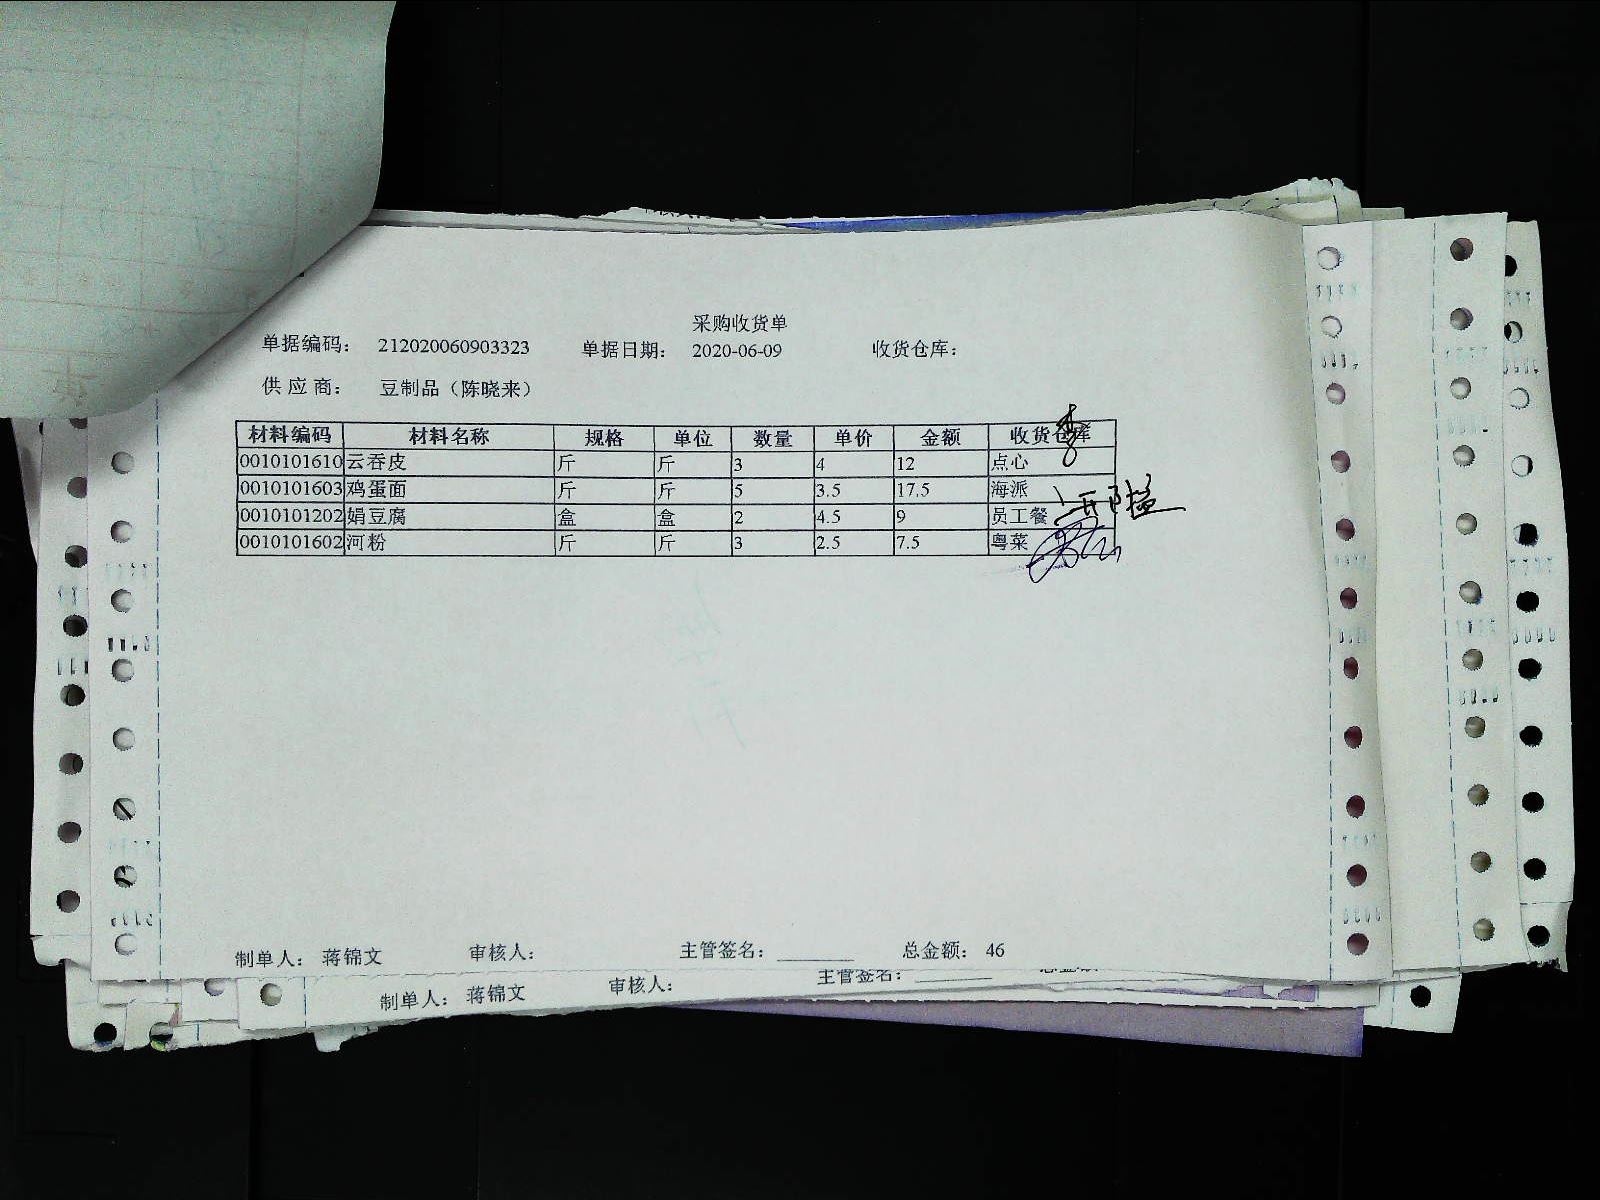 采购收货单
单据编码： 212020060903323 单据日期： 2020-06-09 收货仓库：
供应商： 豆制品（陈晓来）
材料编码 材料名称 规格 单位 数量 单价 金额 收货仓库
0010101610 云吞皮 斤 斤 3 4 12 点心
0010101603 鸡蛋面 斤 斤 5 3.5 17.5 海派
0010101202 娟豆腐 盒 盒 2 4.5 9 员工餐
0010101602 河粉 斤 斤 3 2.5 7.5 粤菜
制单人： 蒋锦文 审核人： 主管签名：________ 总金额： 46
制单人： 蒋锦文 审核人： 主管签名：________